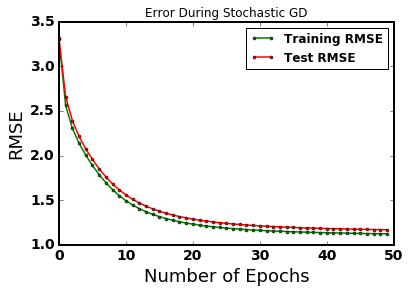 Error During Stochastic GD
3.5
3.0
2.5
2.0
1.5
1.0
RMSE
Training RMSE
Test RMSE
0 10 20 30 40 50
Number of Epochs